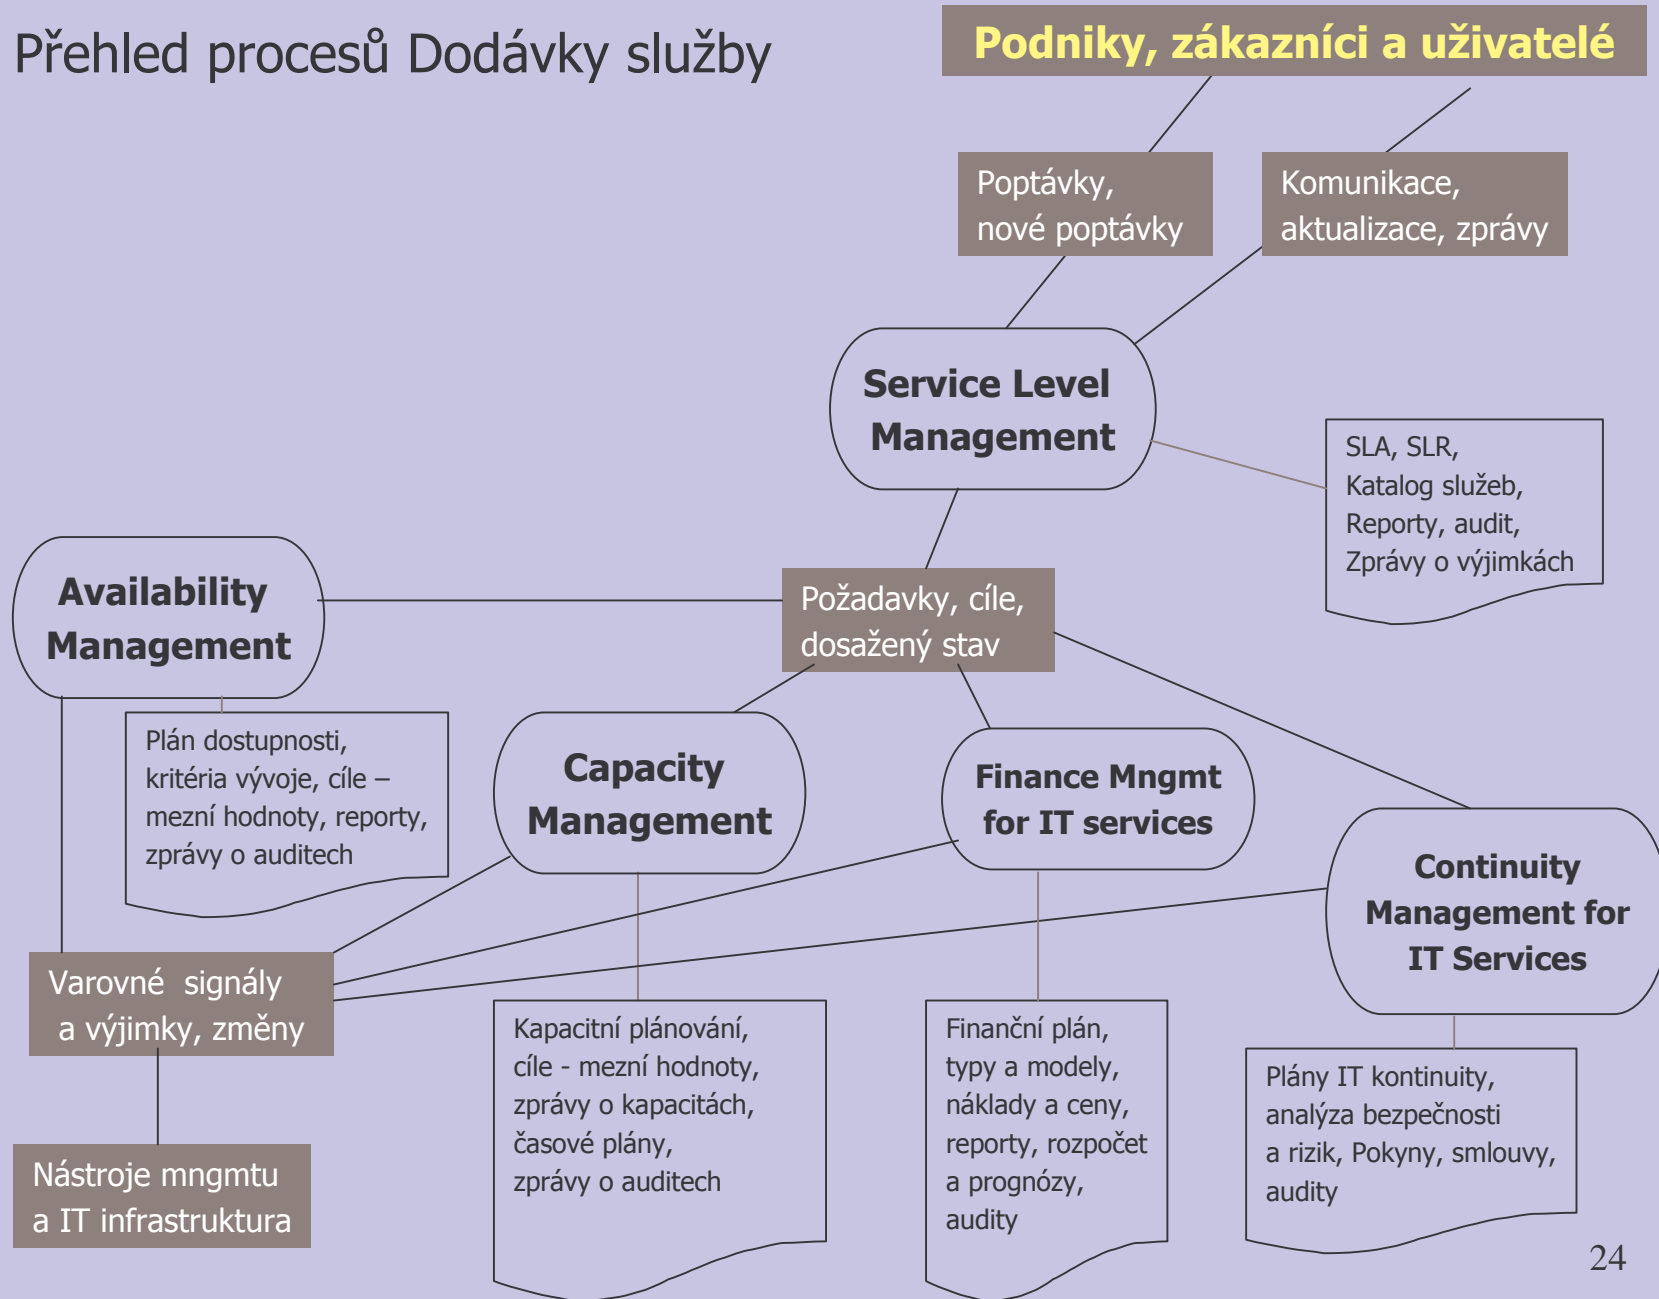 Přehled procesů Dodávky služby
Podniky, zákazníci a uživatelé
Poptávky,
nové poptávky
Komunikace,
aktualizace, zprávy
Service Level
Management
SLA, SLR,
Katalog služeb,
Reporty, audit,
Zprávy o výjimkách
Availability
Management
Požadavky, cíle,
dosažený stav
Plán dostupnosti,
kritéria vývoje, cíle –
mezní hodnoty, reporty,
zprávy o auditech
Capacity
Management
Finance Mngmt
for IT services
Continuity
Management for
IT Services
Varovné signály
a výjimky, změny
Kapacitní plánování,
cíle - mezní hodnoty,
zprávy o kapacitách,
časové plány,
zprávy o auditech
Finanční plán,
typy a modely,
náklady a ceny,
reporty, rozpočet
a prognózy,
audity
Plány IT kontinuity,
analýza bezpečnosti
a rizik, Pokyny, smlouvy,
audity
Nástroje mngmtu
a IT infrastruktura
24